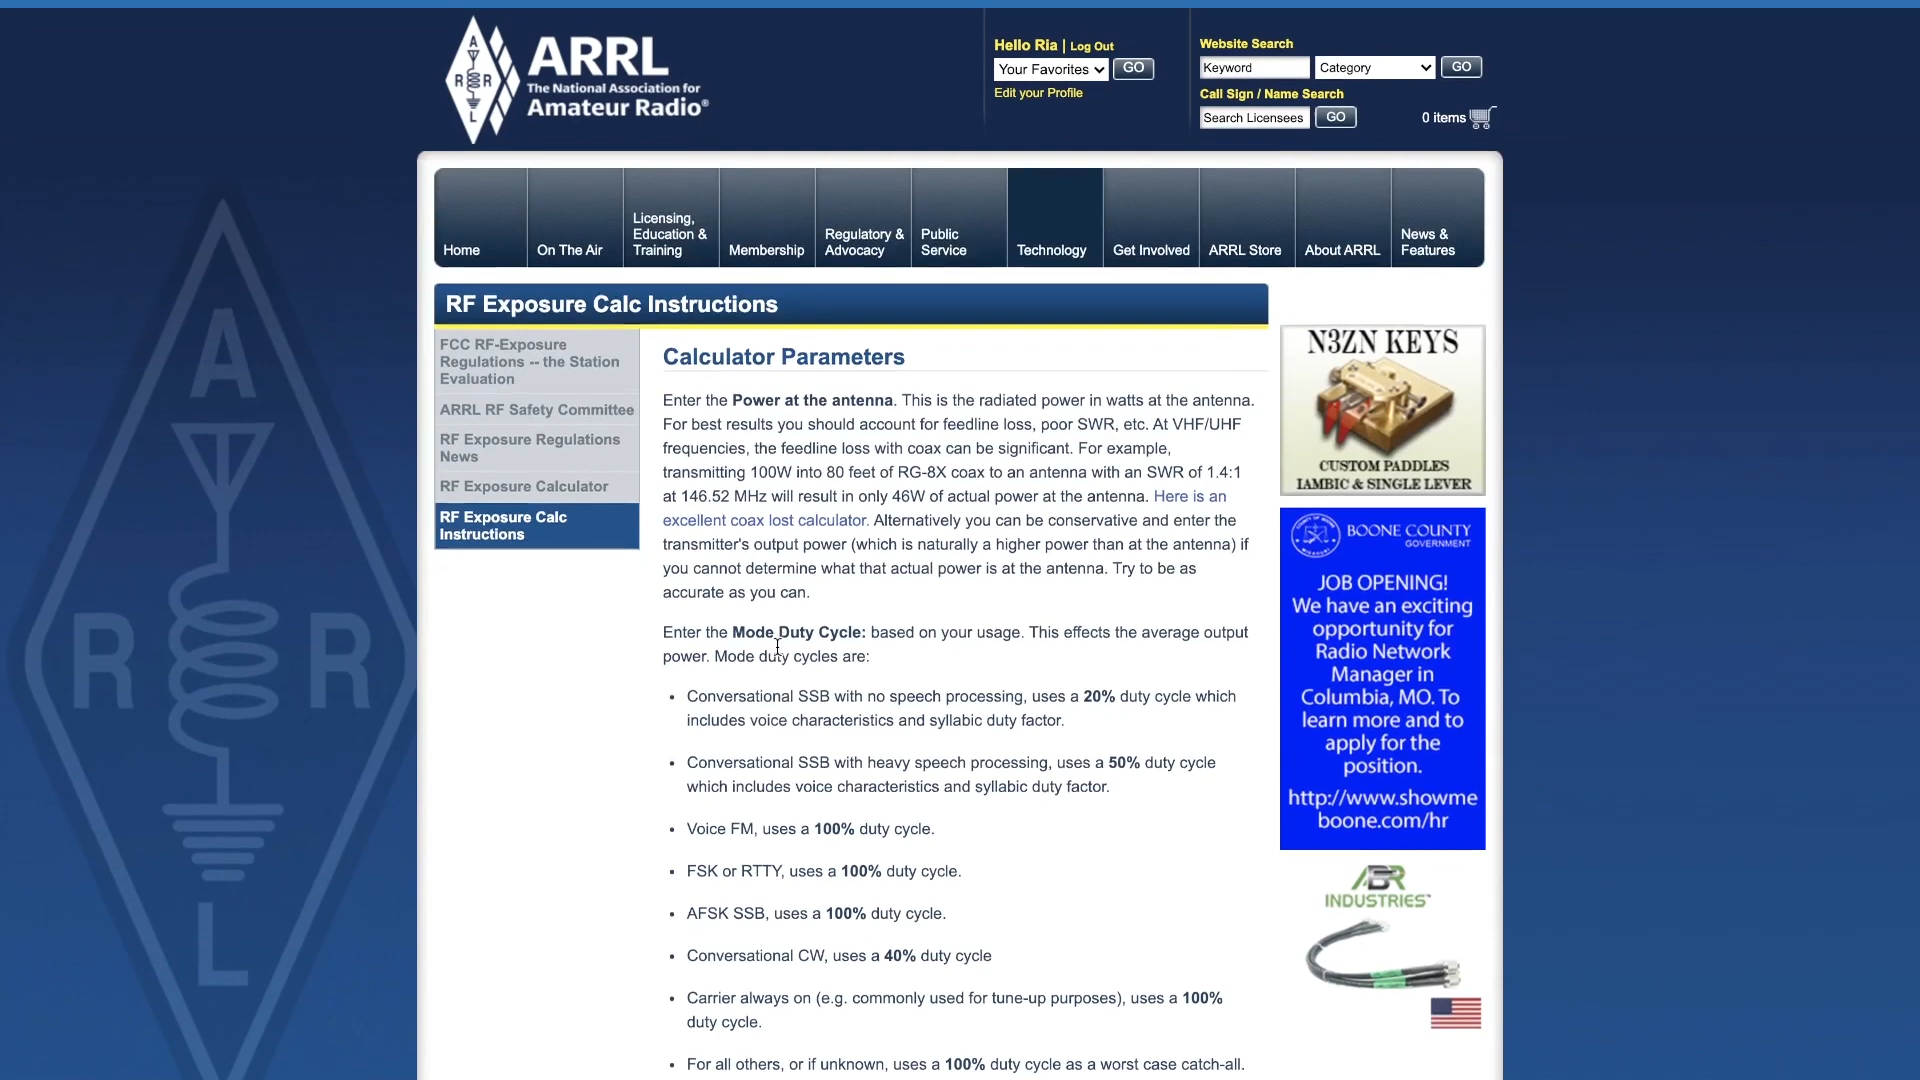 ARRL
The National Association for
Amateur Radio®
A
R R
L
Hello Ria | Log Out
Your Favorites
GO
Edit your Profile
Website Search
Keyword
Category
GO
Call Sign / Name Search
Search Licensees
GO
0 items
Home
On The Air
Licensing,
Education &
Training
Membership
Regulatory &
Advocacy
Public
Service
Technology
Get Involved
ARRL Store
About ARRL
News &
Features
RF Exposure Calc Instructions
FCC RF-Exposure
Regulations -- the Station
Evaluation
ARRL RF Safety Committee
RF Exposure Regulations
News
RF Exposure Calculator
RF Exposure Calc
Instructions
Calculator Parameters
Enter the Power at the antenna. This is the radiated power in watts at the antenna.
For best results you should account for feedline loss, poor SWR, etc. At VHF/UHF
frequencies, the feedline loss with coax can be significant. For example,
transmitting 100W into 80 feet of RG-8X coax to an antenna with an SWR of 1.4:1
at 146.52 MHz will result in only 46W of actual power at the antenna. Here is an
excellent coax lost calculator. Alternatively you can be conservative and enter the
transmitter's output power (which is naturally a higher power than at the antenna) if
you cannot determine what that actual power is at the antenna. Try to be as
accurate as you can.
Enter the Mode Duty Cycle: based on your usage. This effects the average output
power. Mode duty cycles are:
• Conversational SSB with no speech processing, uses a 20% duty cycle which
includes voice characteristics and syllabic duty factor.
• Conversational SSB with heavy speech processing, uses a 50% duty cycle
which includes voice characteristics and syllabic duty factor.
• Voice FM, uses a 100% duty cycle.
• FSK or RTTY, uses a 100% duty cycle.
• AFSK SSB, uses a 100% duty cycle.
• Conversational CW, uses a 40% duty cycle
• Carrier always on (e.g. commonly used for tune-up purposes), uses a 100%
duty cycle.
• For all others, or if unknown, uses a 100% duty cycle as a worst case catch-all.
N3ZN KEYS
CUSTOM PADDLES
IAMBIC & SINGLE LEVER
BOONE COUNTY
GOVERNMENT
JOB OPENING!
We have an exciting
opportunity for
Radio Network
Manager in
Columbia, MO. To
learn more and to
apply for the
position.
http://www.showme
boone.com/hr
ABR
INDUSTRIES™
A
R R
L